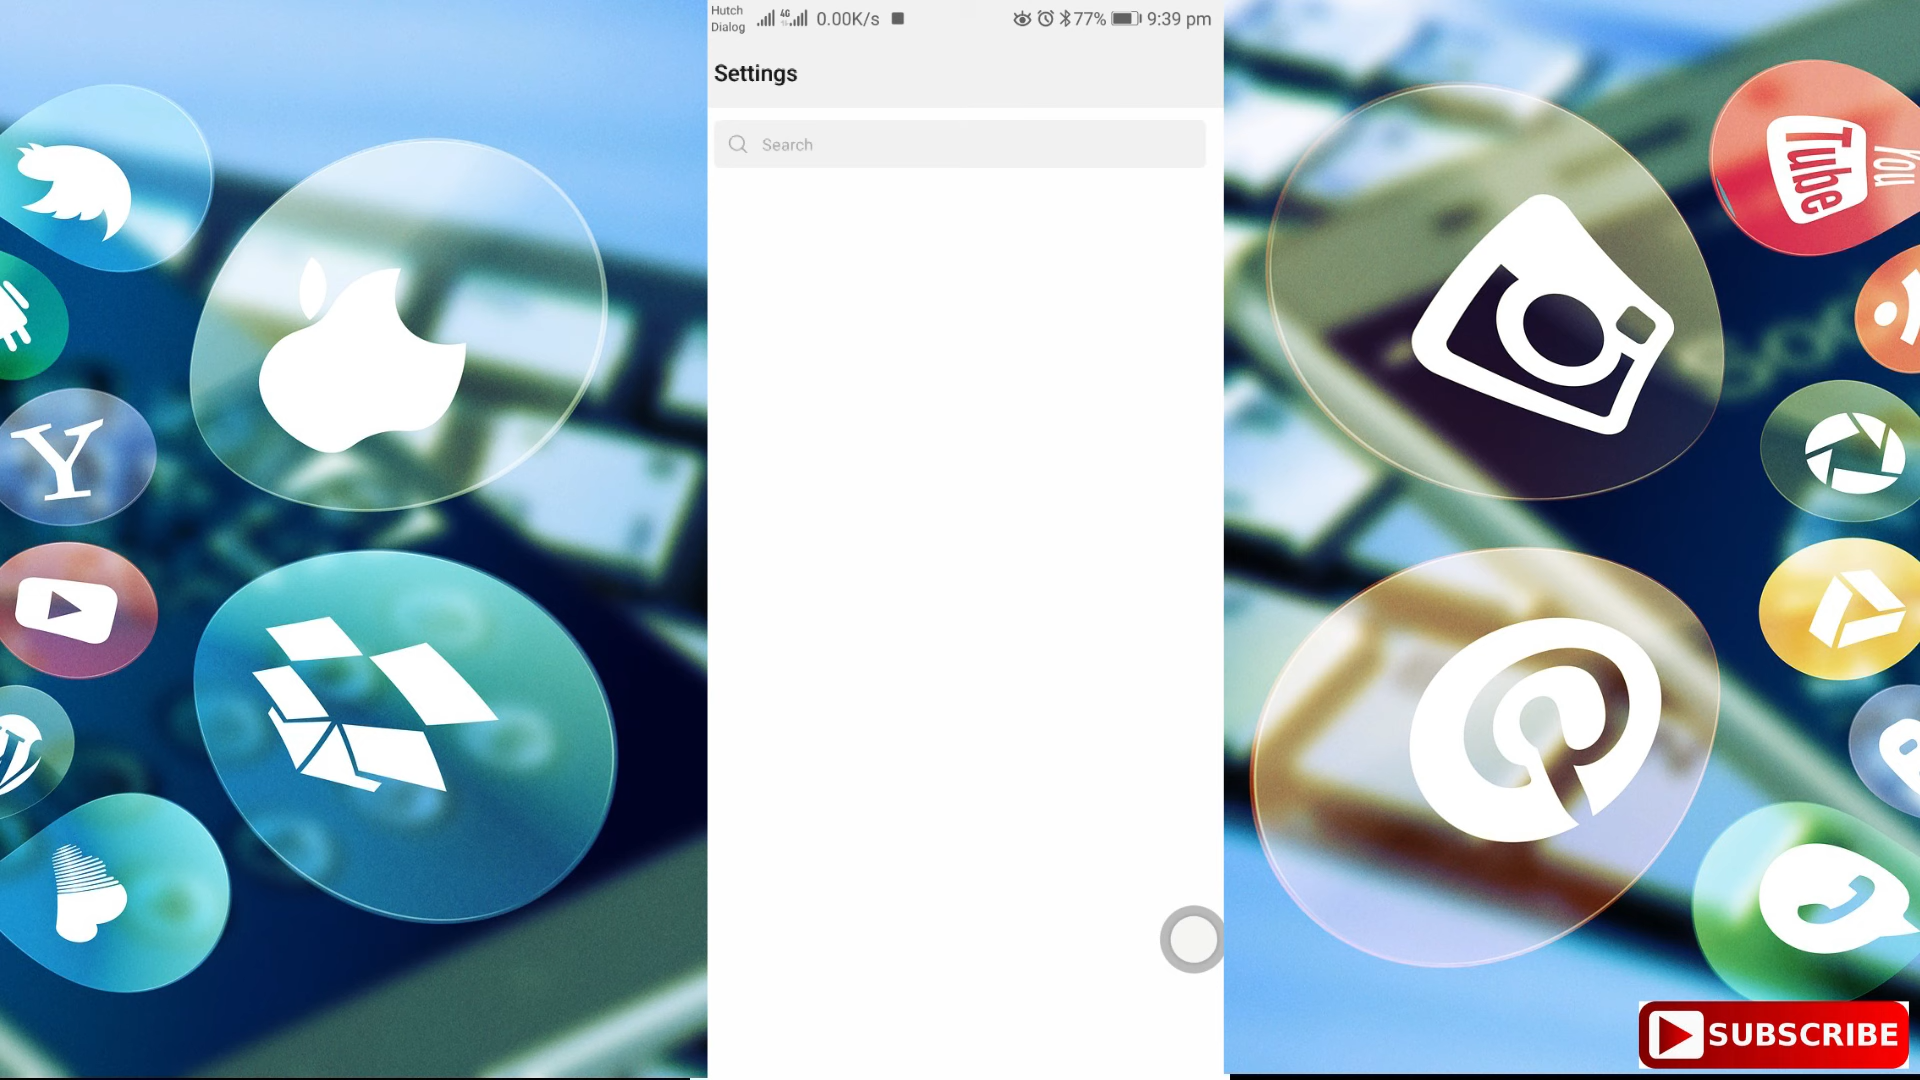 Hutch
Dialog
4G
0.00K/s
77%
9:39 pm
Settings
Search
You
Tube
Y
SUBSCRIBE